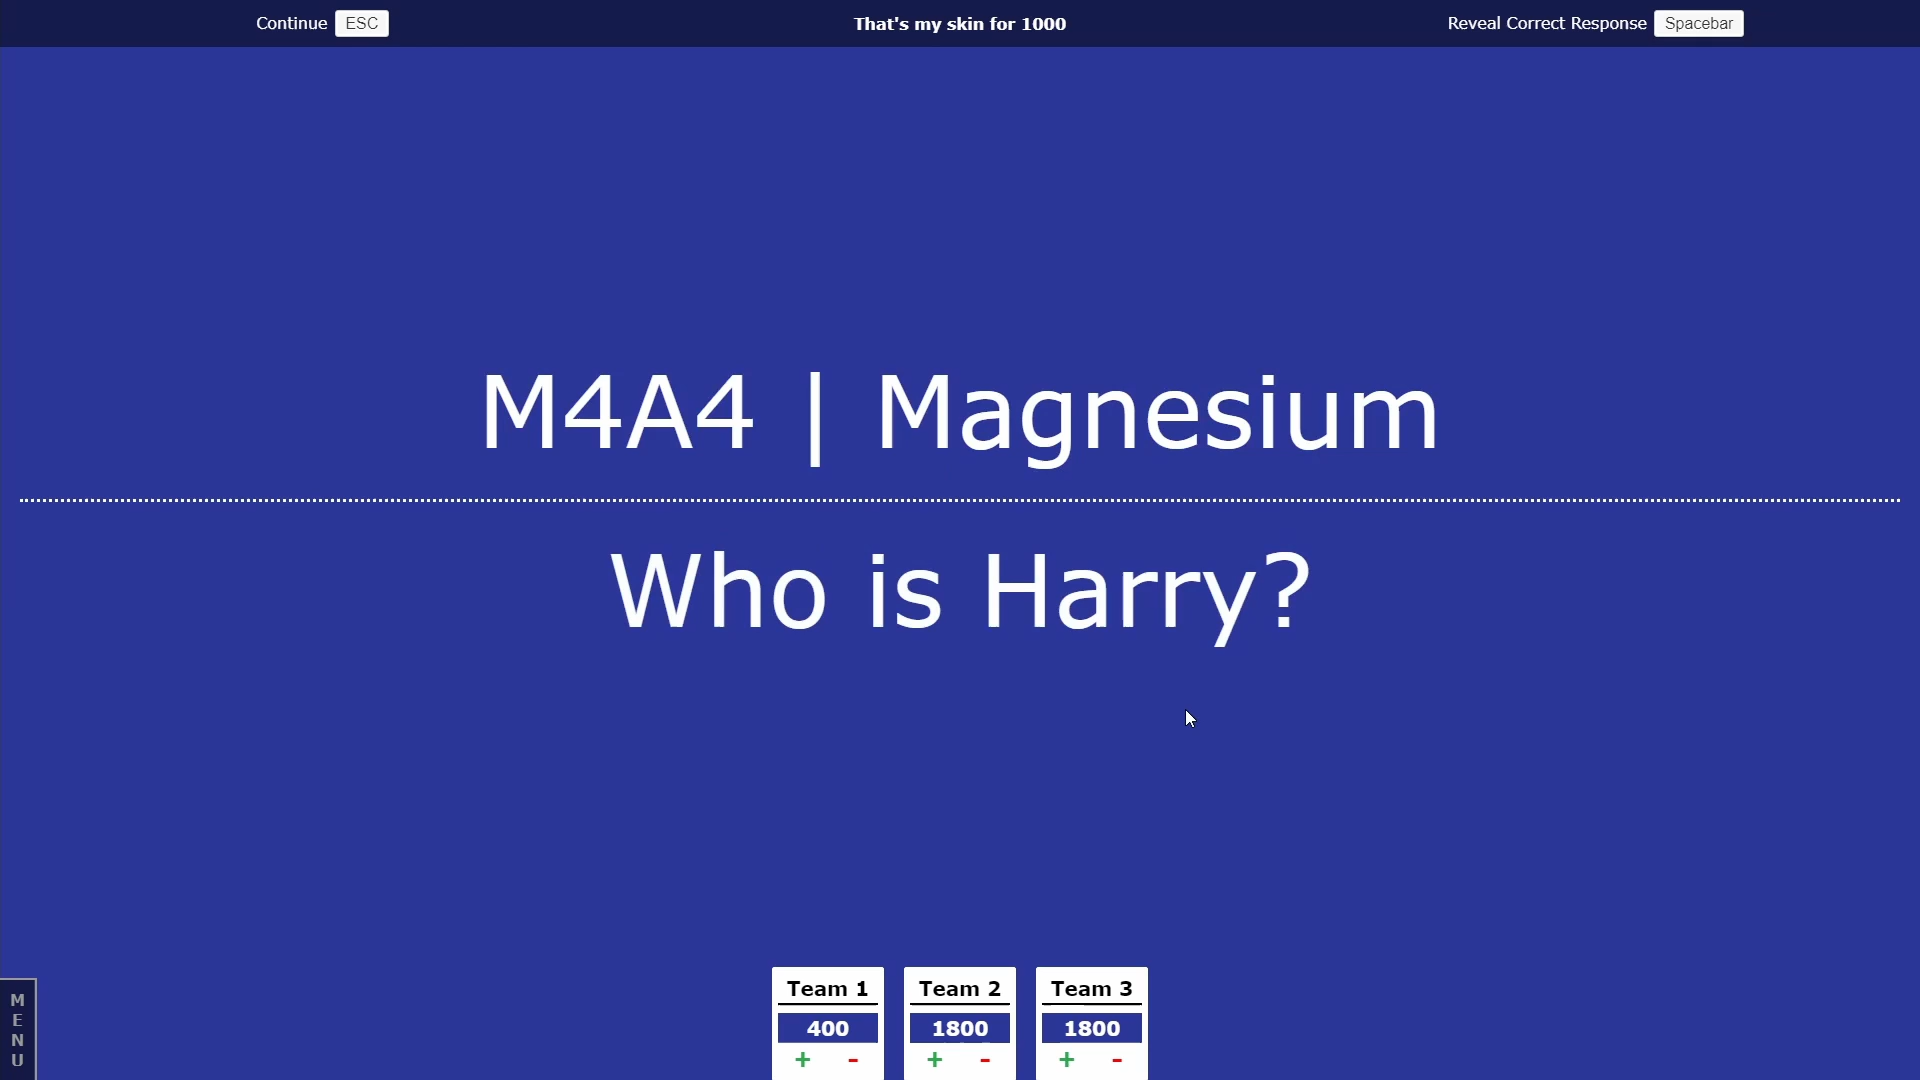 Continue ESC That's my skin for 1000 Reveal Correct Response Spacebar
M4A4 | Magnesium
Who is Harry?
MENU
Team 1 Team 2 Team 3
400 1800 1800
+ - + - + -